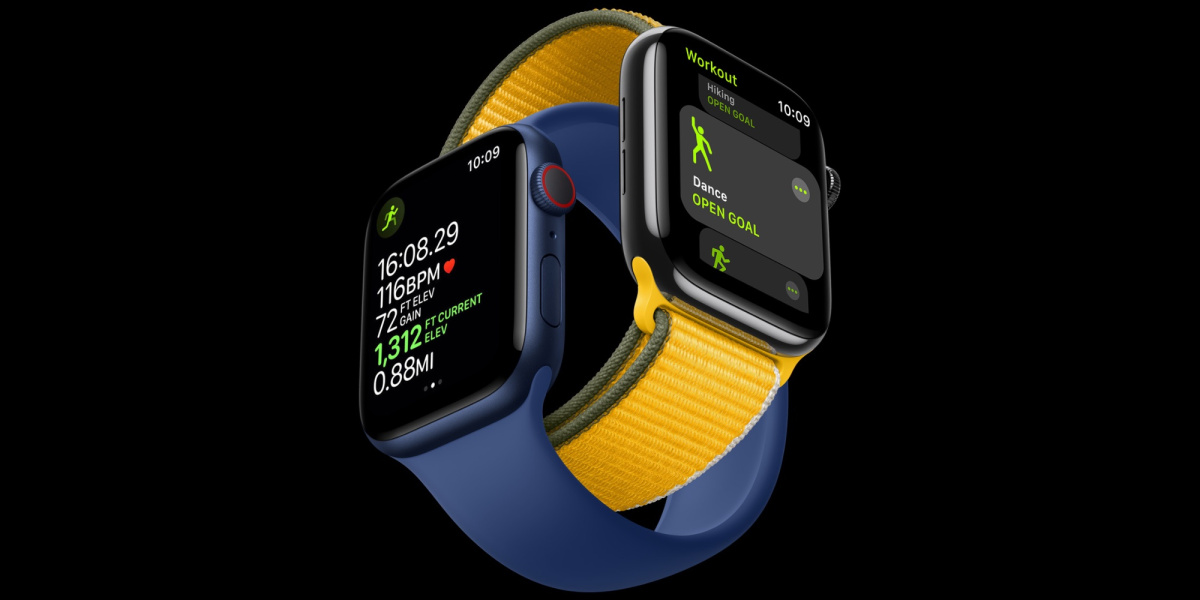 10:09
16:08.29
116BPM
72 FT ELEV
GAIN
1,312 FT CURRENT
ELEV
0.88MI
Workout
10:09
Hiking
OPEN GOAL
Dance
OPEN GOAL